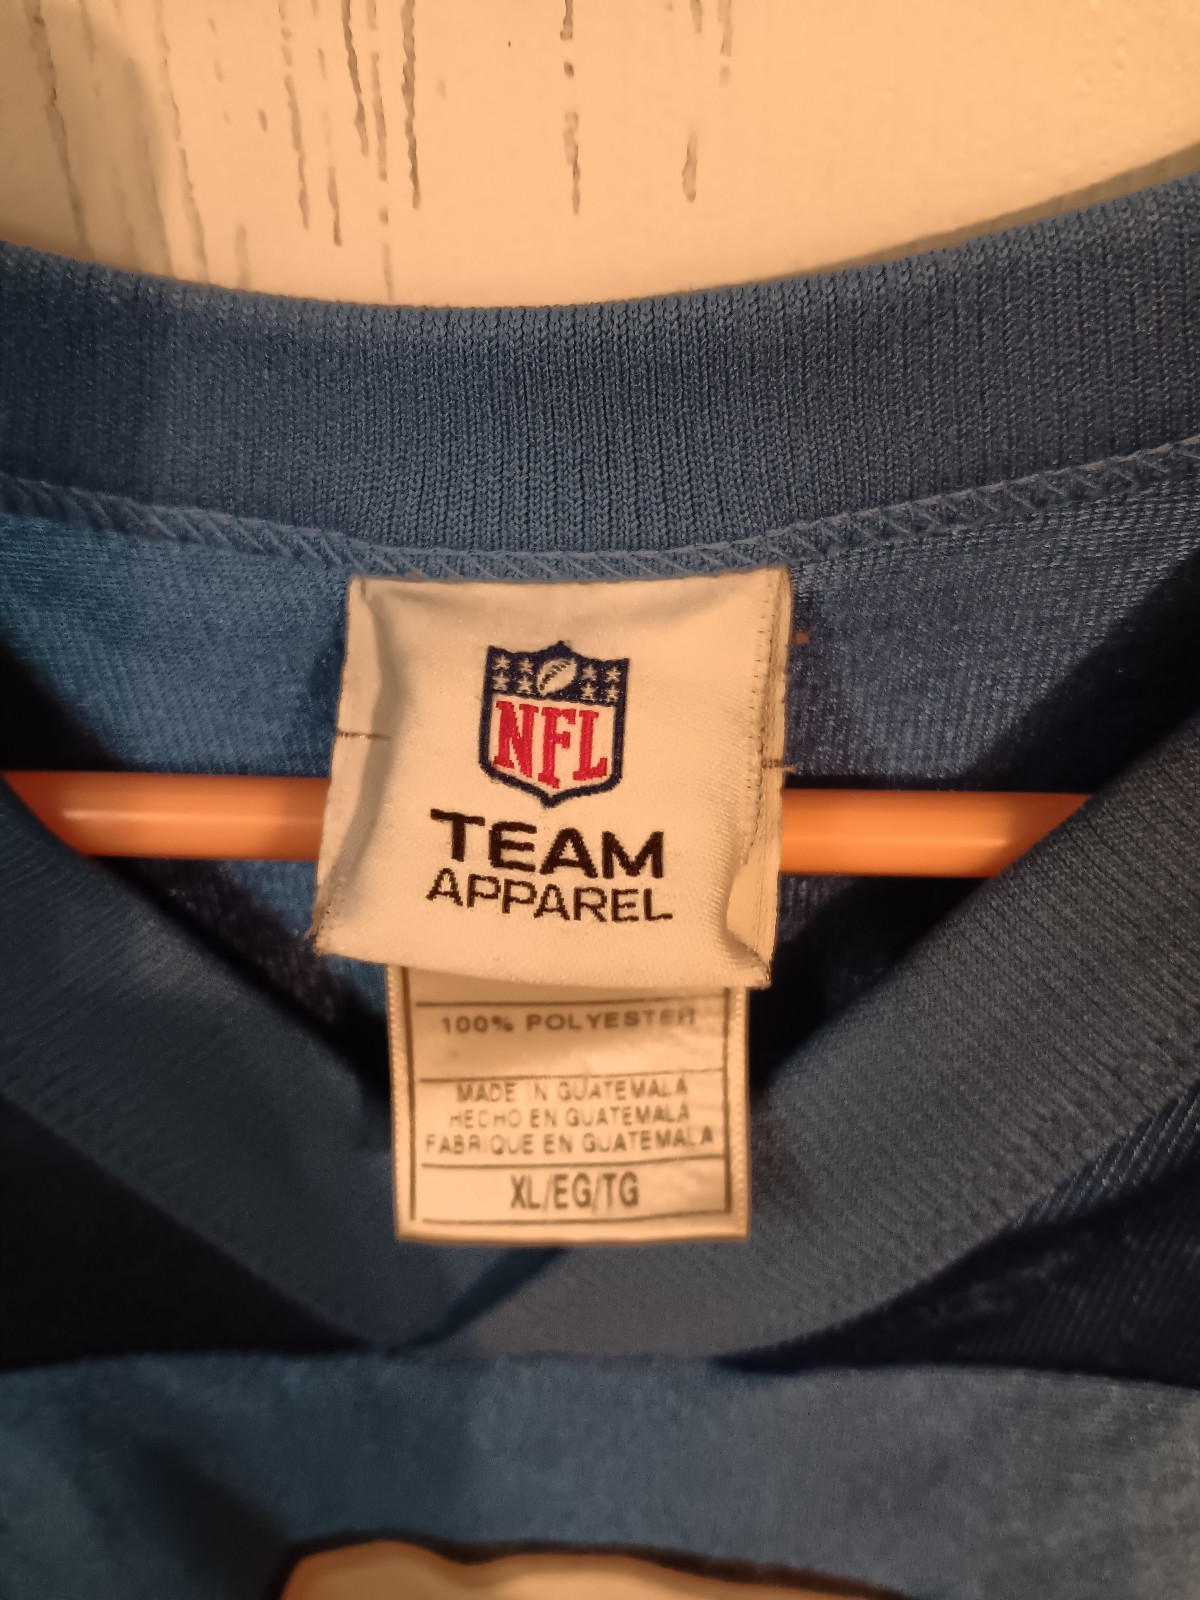 NFL
TEAM
APPAREL
100% POLYESTER
MADE IN GUATEMALA
HECHO EN GUATEMALA
FABRIQUE EN GUATEMALA
XL/EG/TG